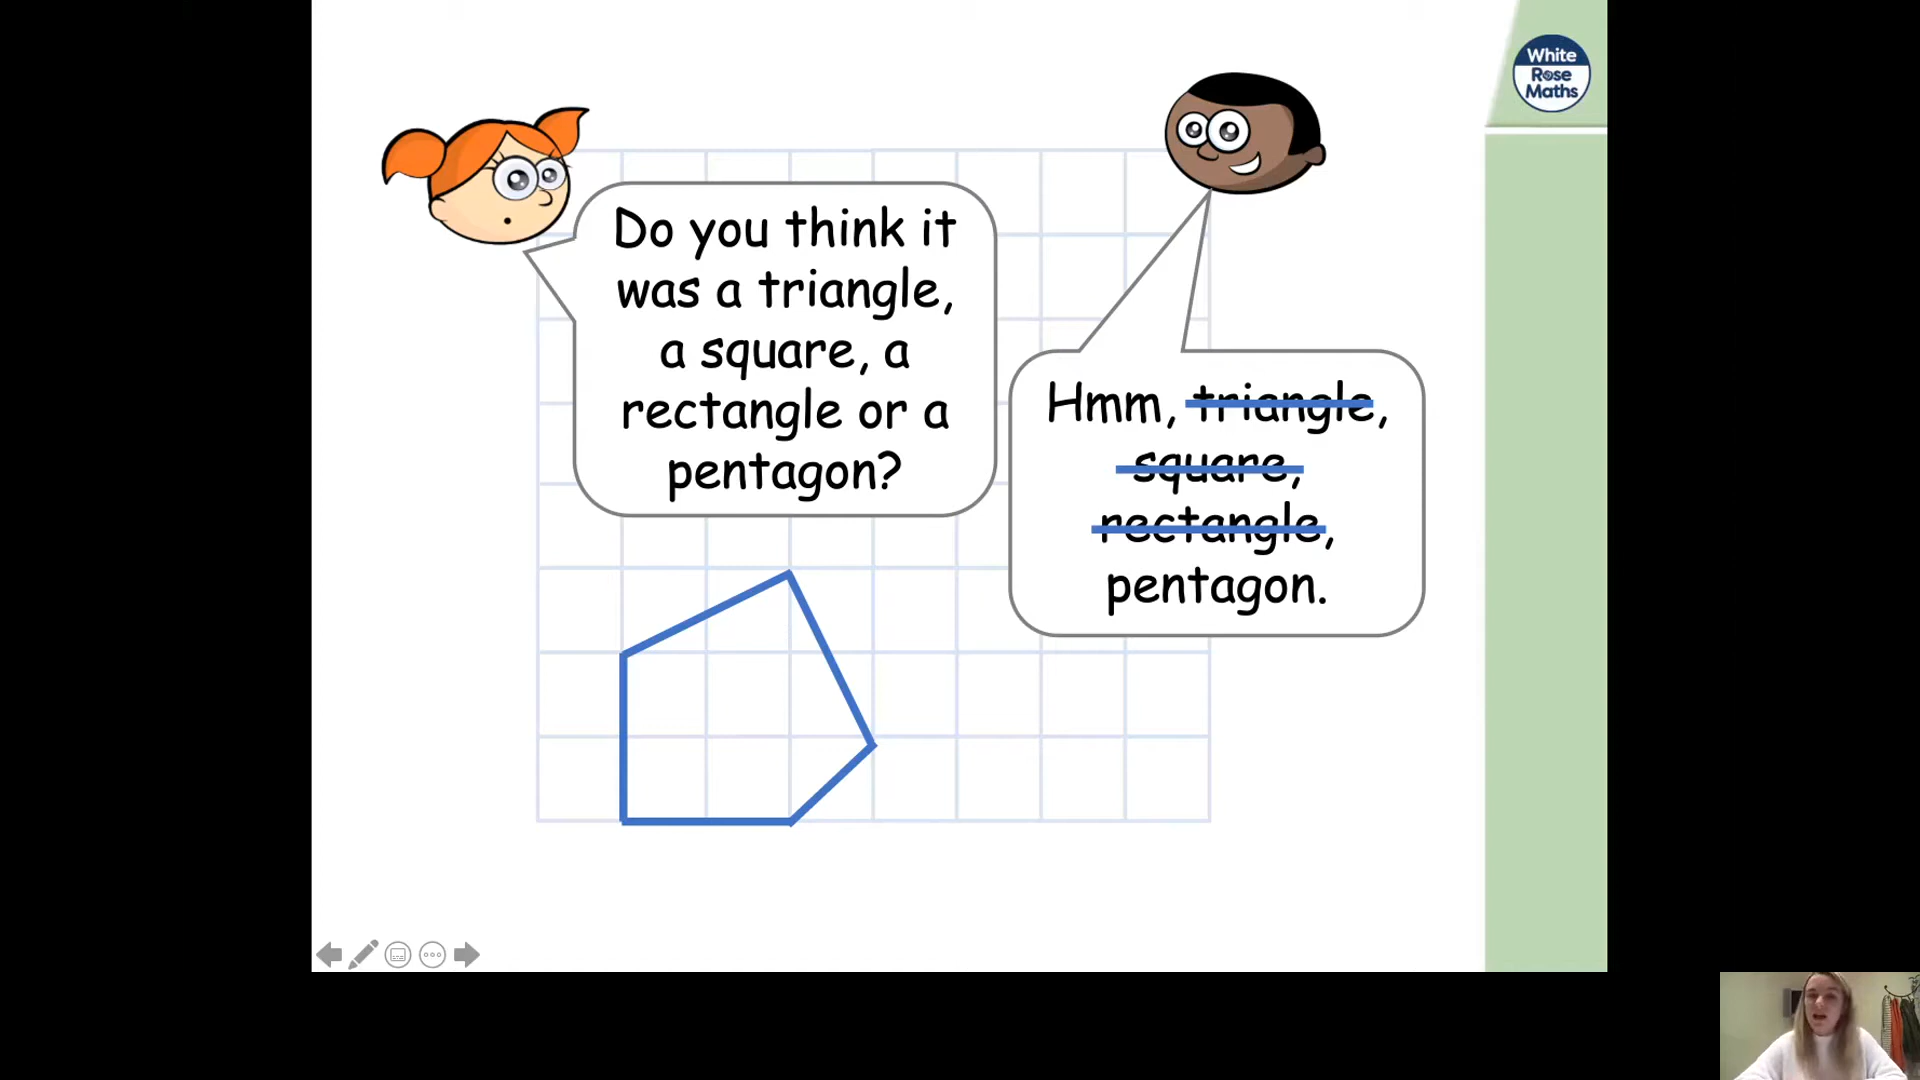 White
Rose
Maths
Do you think it
was a triangle,
a square, a
rectangle or a
pentagon?
Hmm, triangle,
square,
rectangle,
pentagon.